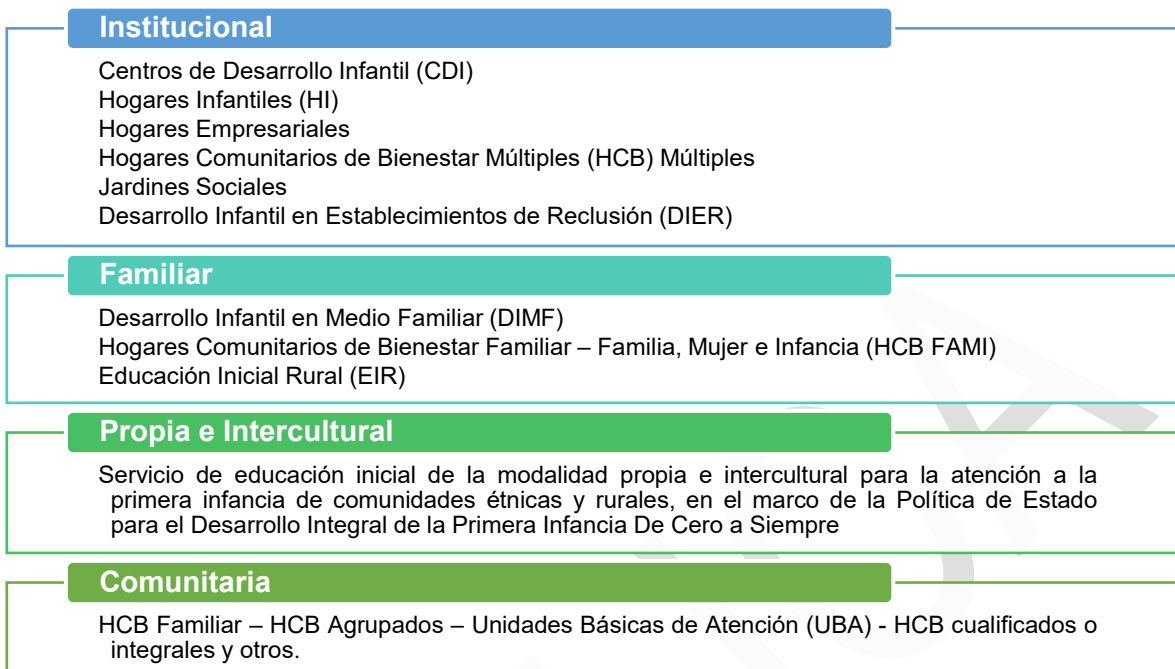 Institucional
Centros de Desarrollo Infantil (CDI)
Hogares Infantiles (HI)
Hogares Empresariales
Hogares Comunitarios de Bienestar Múltiples (HCB) Múltiples
Jardines Sociales
Desarrollo Infantil en Establecimientos de Reclusión (DIER)
Familiar
Desarrollo Infantil en Medio Familiar (DIMF)
Hogares Comunitarios de Bienestar Familiar – Familia, Mujer e Infancia (HCB FAMI)
Educación Inicial Rural (EIR)
Propia e Intercultural
Servicio de educación inicial de la modalidad propia e intercultural para la atención a la
primera infancia de comunidades étnicas y rurales, en el marco de la Política de Estado
para el Desarrollo Integral de la Primera Infancia De Cero a Siempre
Comunitaria
HCB Familiar – HCB Agrupados – Unidades Básicas de Atención (UBA) - HCB cualificados o
integrales y otros.